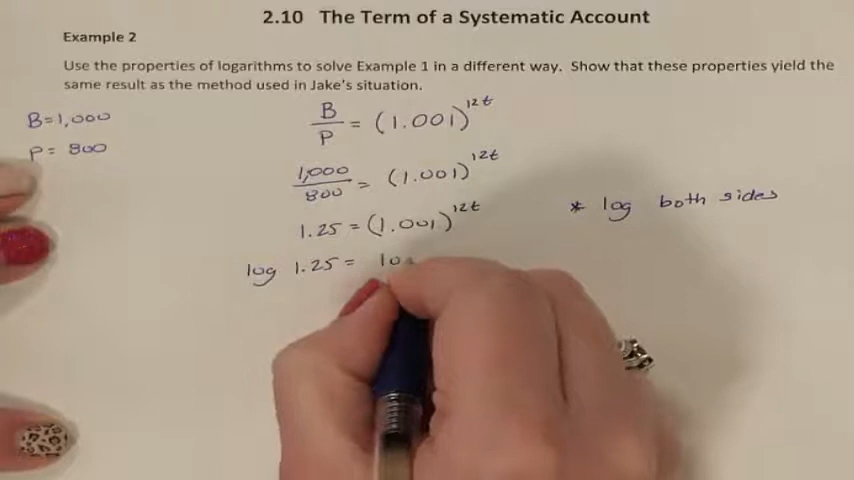 2.10 The Term of a Systematic Account
Example 2
Use the properties of logarithms to solve Example 1 in a different way. Show that these properties yield the
same result as the method used in Jake's situation.
B=1,000
P = 800
B/P = (1.001)^12t
1,000/800 = (1.001)^12t
1.25 = (1.001)^12t
* log both sides
log 1.25 = log